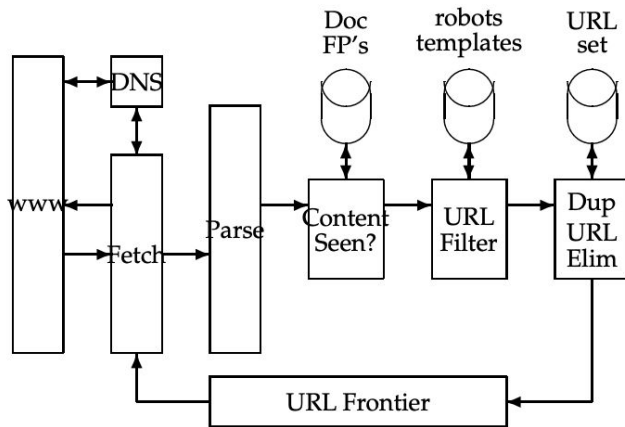 Doc
FP's
robots
templates
URL
set
DNS
www
Fetch
Parse
Content
Seen?
URL
Filter
Dup
URL
Elim
URL Frontier